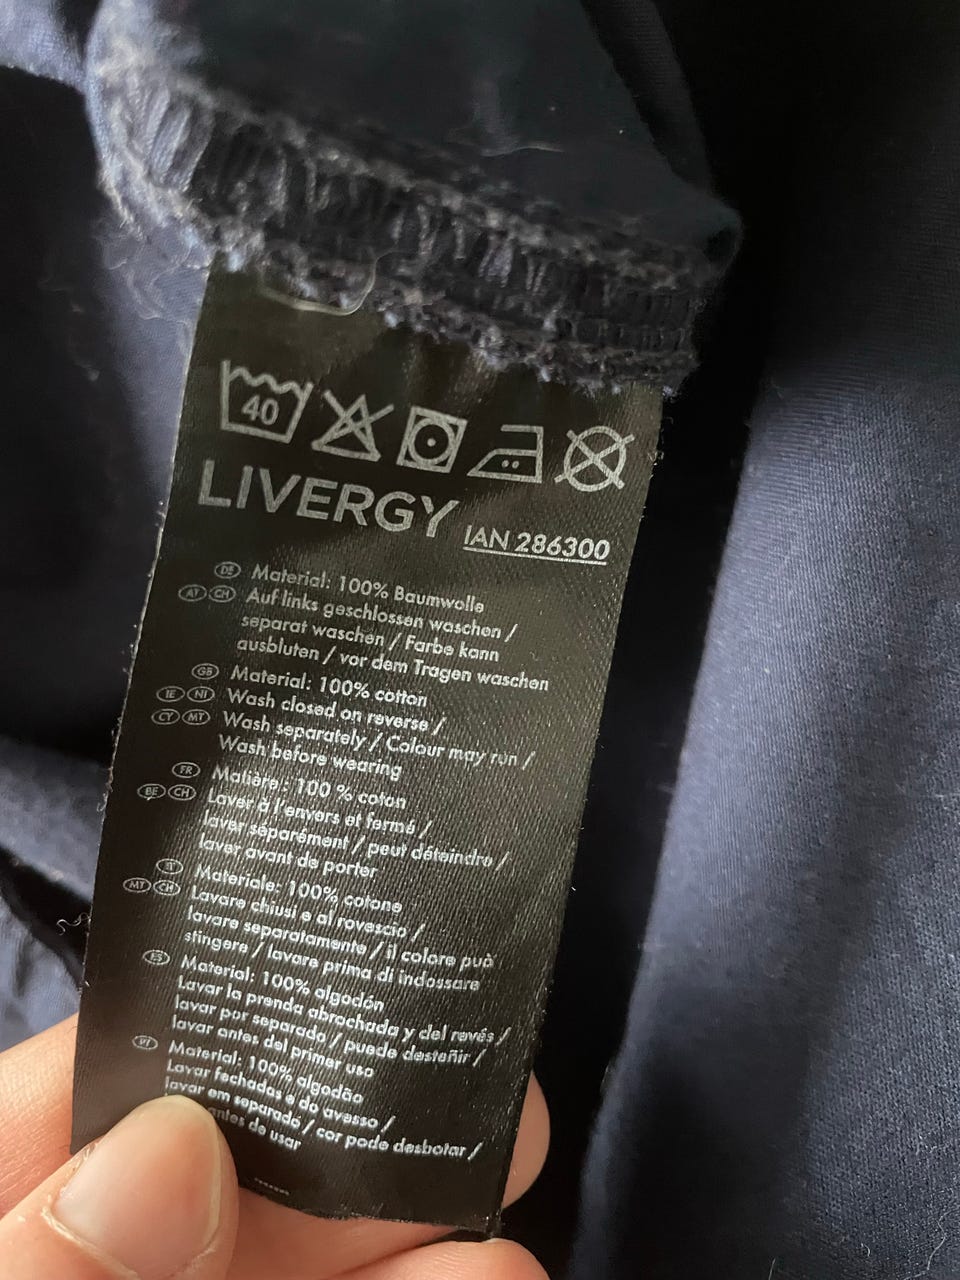 40
LIVERGY IAN 286300
DE Material: 100% Baumwolle
AT CH Auf links geschlossen waschen /
separat waschen / Farbe kann
ausbluten / vor dem Tragen waschen
GB Material: 100% cotton
IE NI Wash closed on reverse /
CY MT Wash separately / Colour may run /
Wash before wearing
FR Matière : 100 % coton
BE CH Laver à l'envers et fermé /
laver séparément / peut déteindre /
laver avant de porter
IT Materiale: 100% cotone
MT CH Lavare chiusi e al rovescio /
lavare separatamente / il colore può
stingere / lavare prima di indossare
ES Material: 100% algodón
Lavar la prenda abrochada y del revés /
lavar por separado / puede desteñir /
lavar antes del primer uso
PT Material: 100% algodão
Lavar fechadas e do avesso /
lavar em separado / cor pode desbotar /
antes de usar